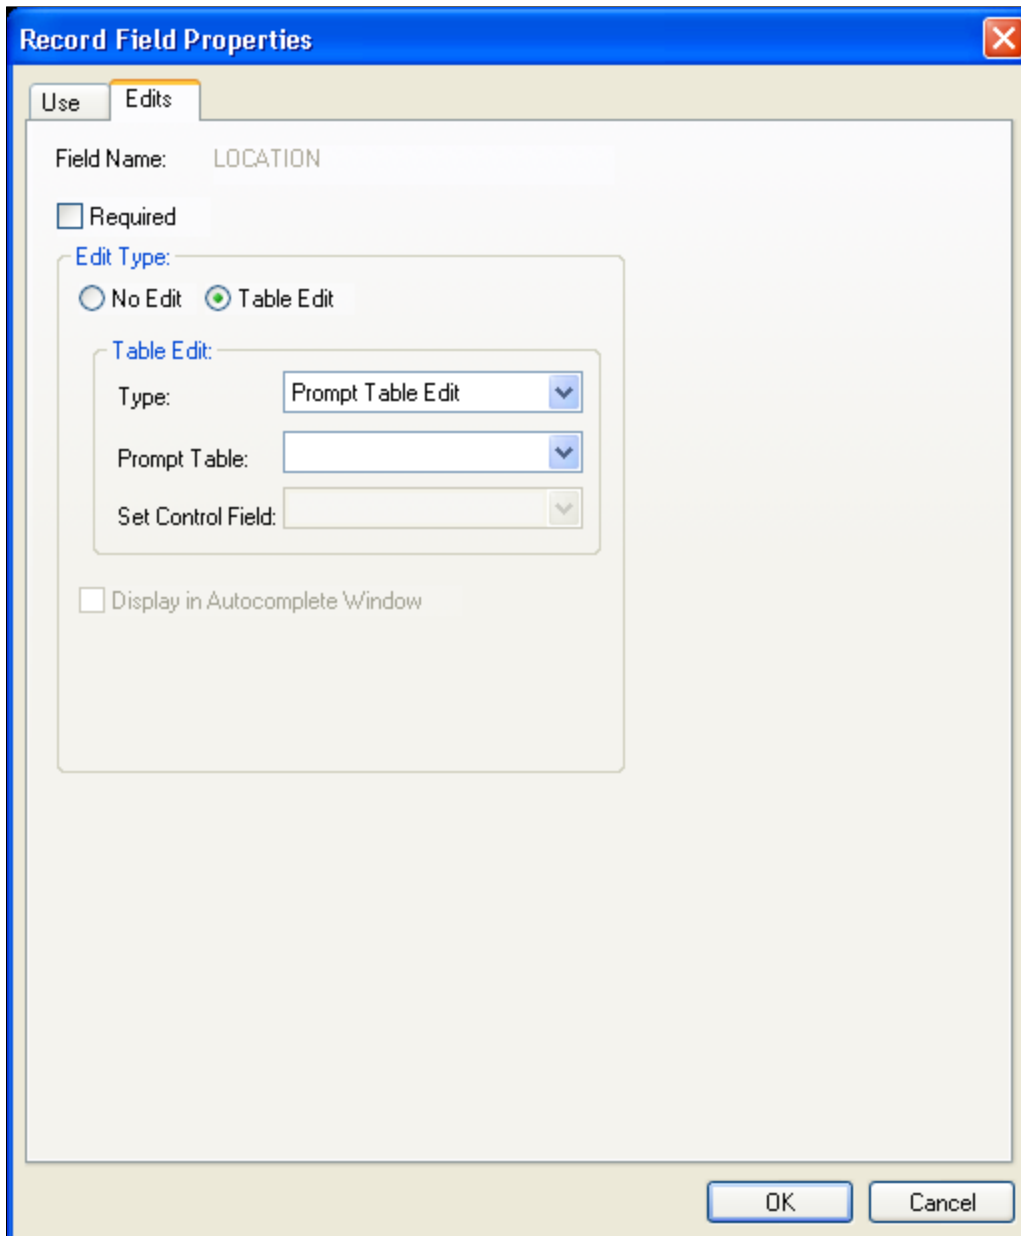 Record Field Properties
Use Edits
Field Name: LOCATION
Required
Edit Type:
No Edit Table Edit
Table Edit:
Type: Prompt Table Edit
Prompt Table:
Set Control Field:
Display in Autocomplete Window
OK Cancel